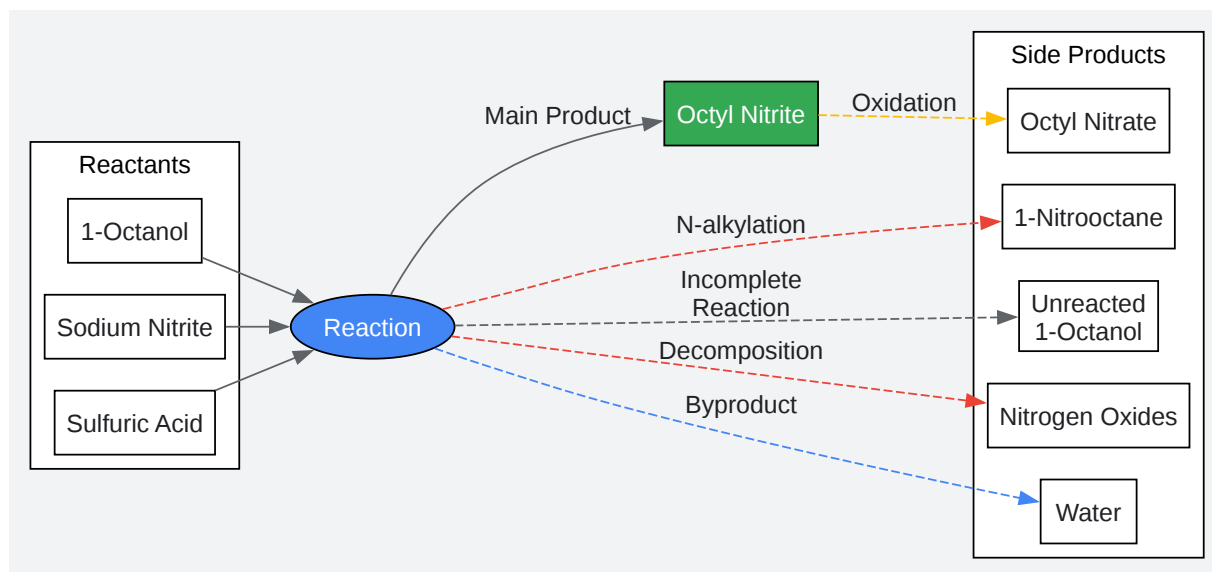 Reactants
1-Octanol
Sodium Nitrite
Sulfuric Acid
Reaction
Main Product
Octyl Nitrite
Oxidation
N-alkylation
Incomplete
Reaction
Decomposition
Byproduct
Side Products
Octyl Nitrate
1-Nitrooctane
Unreacted
1-Octanol
Nitrogen Oxides
Water